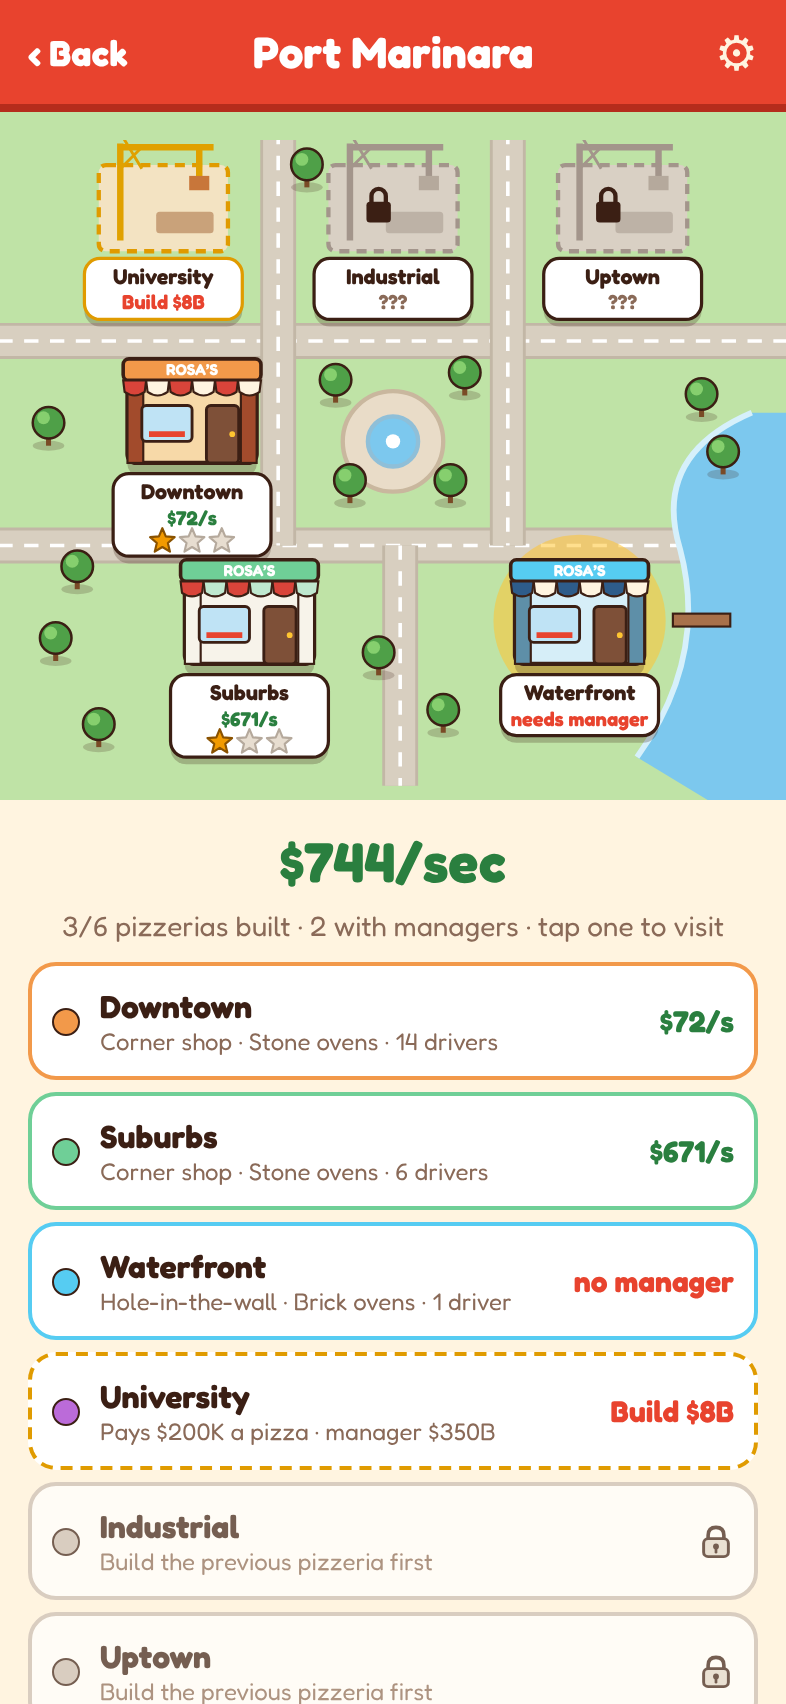 ‹ Back
Port Marinara
University
Build $8B
Industrial
???
Uptown
???
ROSA'S
Downtown
$72/s
ROSA'S
Suburbs
$671/s
ROSA'S
Waterfront
needs manager
$744/sec
3/6 pizzerias built · 2 with managers · tap one to visit
Downtown
Corner shop · Stone ovens · 14 drivers
$72/s
Suburbs
Corner shop · Stone ovens · 6 drivers
$671/s
Waterfront
Hole-in-the-wall · Brick ovens · 1 driver
no manager
University
Pays $200K a pizza · manager $350B
Build $8B
Industrial
Build the previous pizzeria first
Uptown
Build the previous pizzeria first